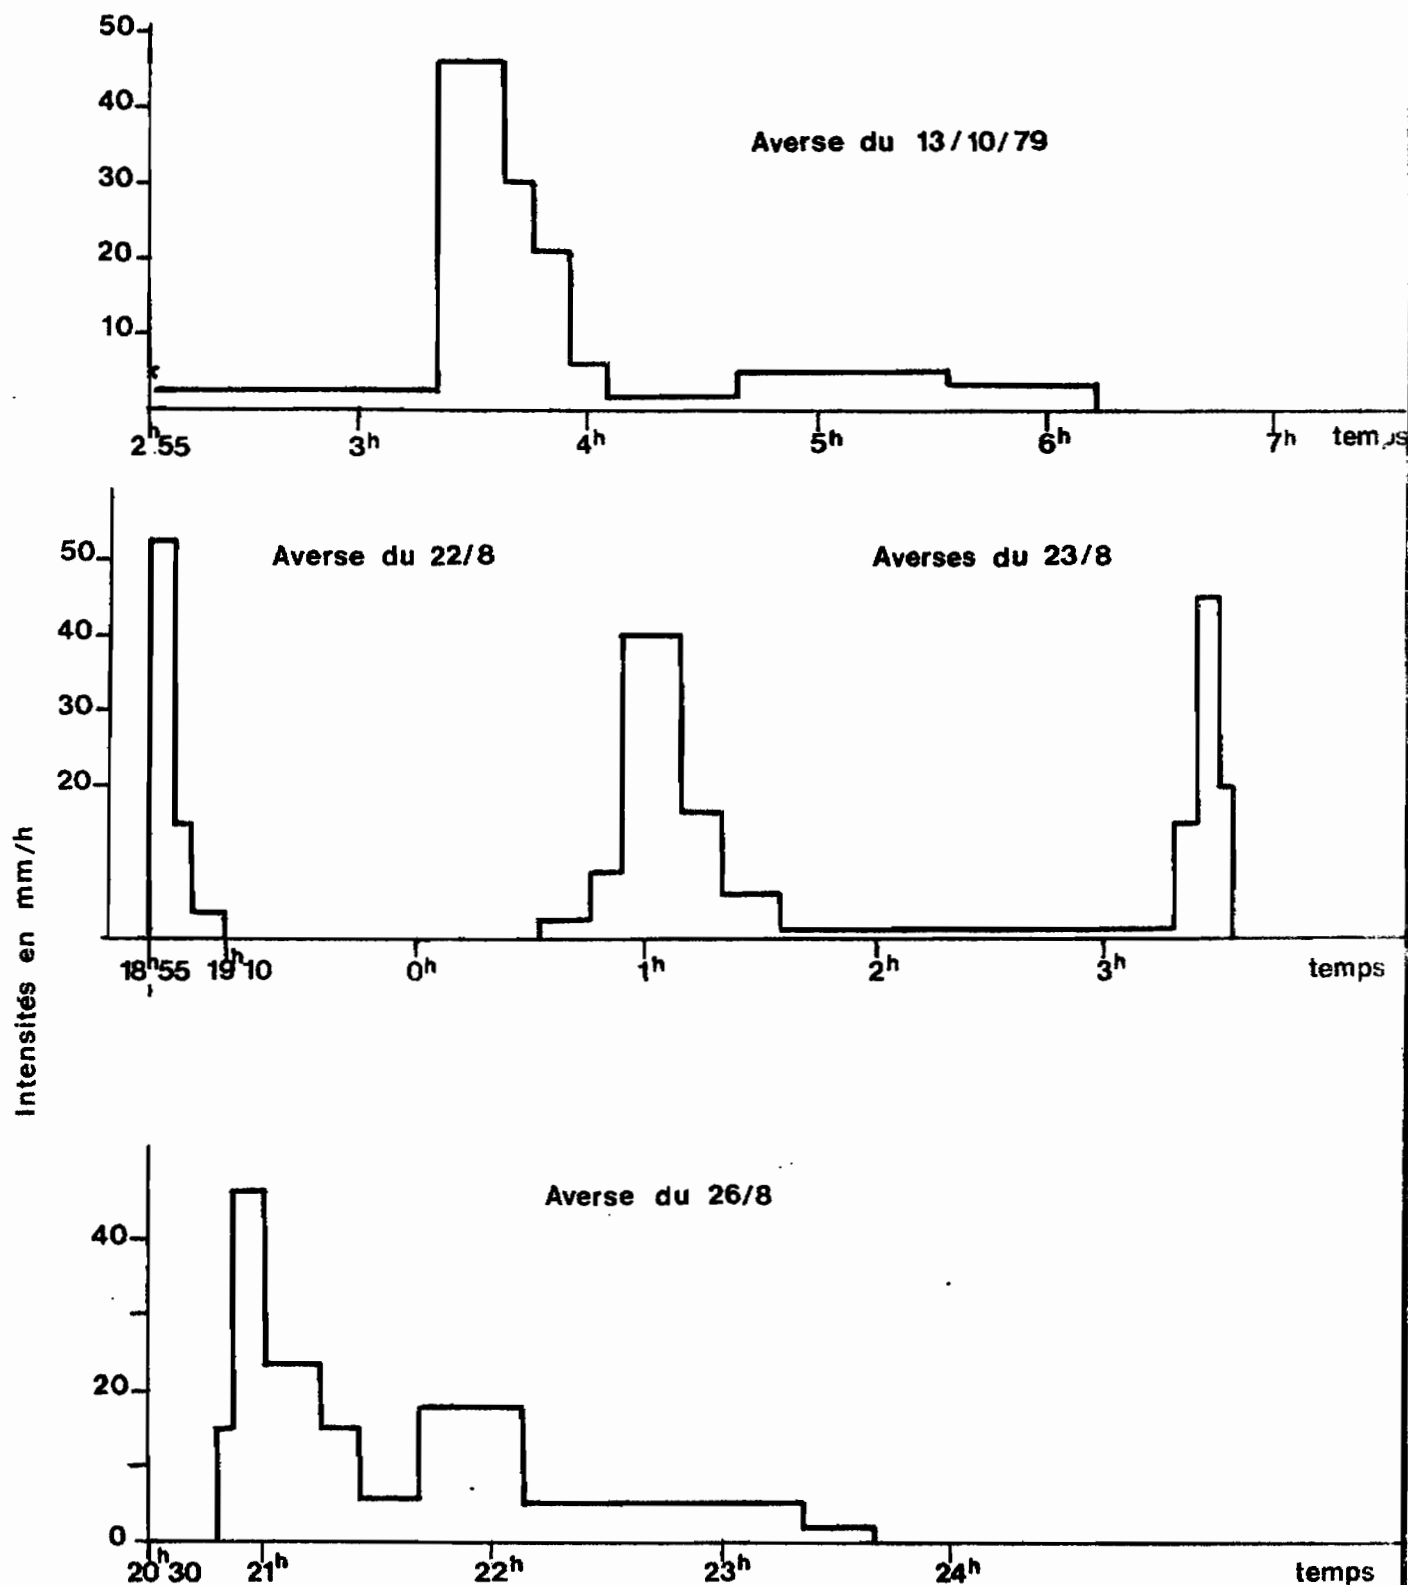 50
40
Averse du 13/10/79
30
20
10
2h55 3h 4h 5h 6h 7h temps
50 Averse du 22/8 Averses du 23/8
40
30
20
18h55 19h10 0h 1h 2h 3h temps
Intensités en mm/h
Averse du 26/8
40
20
0
20h30 21h 22h 23h 24h temps